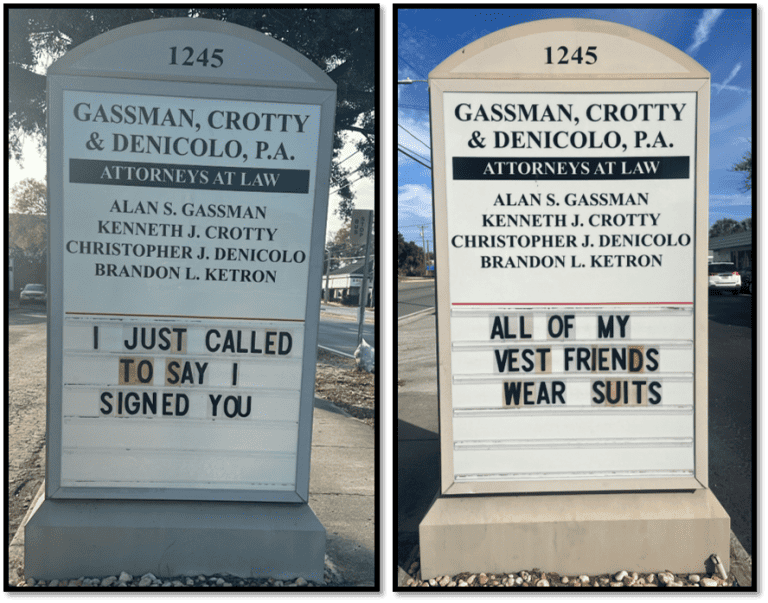 1245
GASSMAN, CROTTY
& DENICOLO, P.A.
ATTORNEYS AT LAW
ALAN S. GASSMAN
KENNETH J. CROTTY
CHRISTOPHER J. DENICOLO
BRANDON L. KETRON
I JUST CALLED
TO SAY I
SIGNED YOU
1245
GASSMAN, CROTTY
& DENICOLO, P.A.
ATTORNEYS AT LAW
ALAN S. GASSMAN
KENNETH J. CROTTY
CHRISTOPHER J. DENICOLO
BRANDON L. KETRON
ALL OF MY
VEST FRIENDS
WEAR SUITS